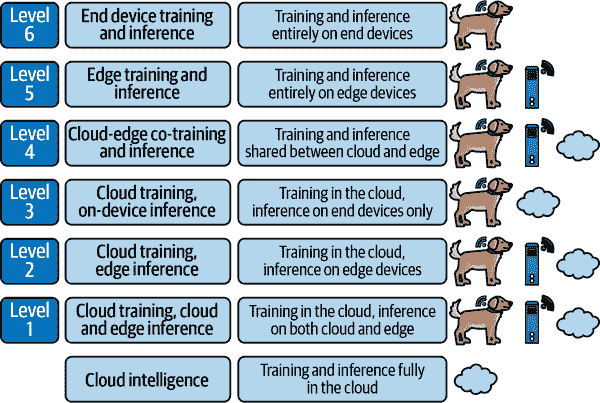 Level
6
End device training
and inference
Training and inference
entirely on end devices
Level
5
Edge training and
inference
Training and inference
entirely on edge devices
Level
4
Cloud-edge co-training
and inference
Training and inference
shared between cloud and edge
Level
3
Cloud training,
on-device inference
Training in the cloud,
inference on end devices only
Level
2
Cloud training,
edge inference
Training in the cloud,
inference on edge devices
Level
1
Cloud training, cloud
and edge inference
Training in the cloud, inference
on both cloud and edge
Cloud intelligence
Training and inference fully
in the cloud